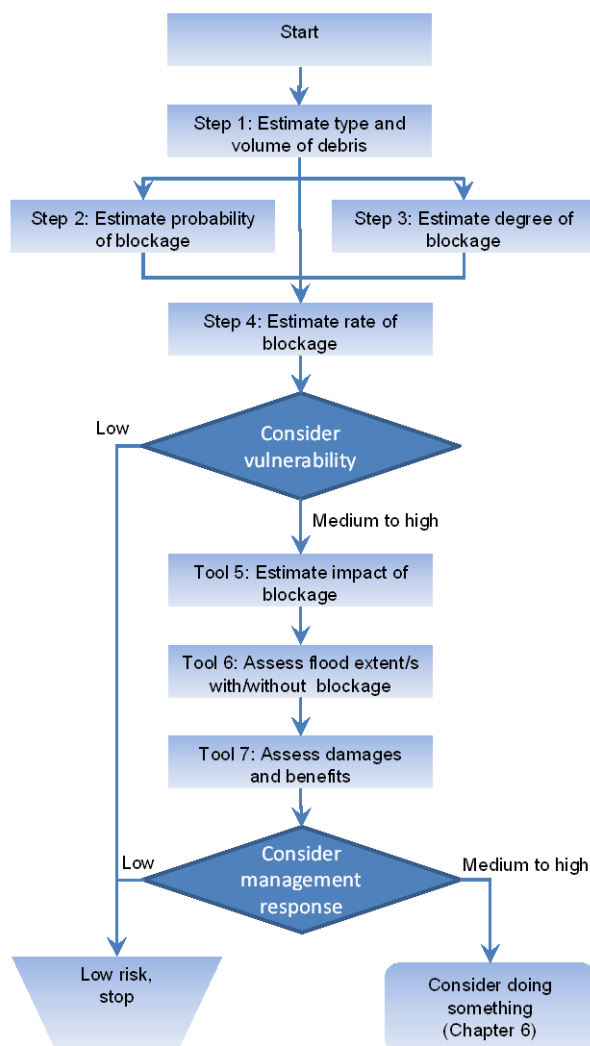 Start
Step 1: Estimate type and
volume of debris
Step 2: Estimate probability
of blockage
Step 3: Estimate degree of
blockage
Step 4: Estimate rate of
blockage
Low
Consider
vulnerability
Medium to high
Tool 5: Estimate impact of
blockage
Tool 6: Assess flood extent/s
with/without blockage
Tool 7: Assess damages
and benefits
Low
Consider
management
response
Medium to high
Low risk,
stop
Consider doing
something
(Chapter 6)